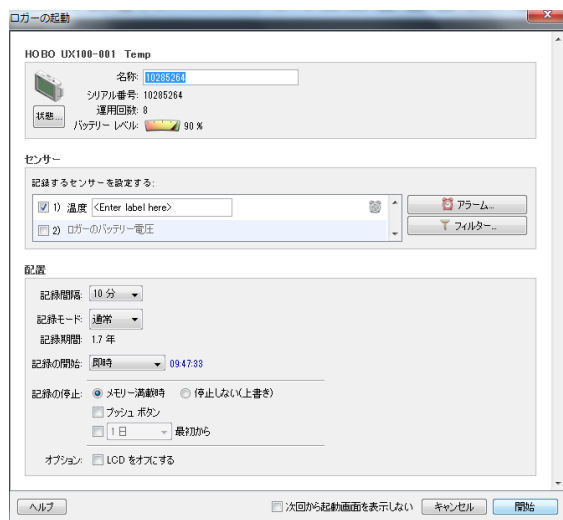 ロガーの起動
HOBO UX100-001 Temp
名称: 10285264
シリアル番号: 10285264
運用回数: 8
状態...
バッテリー レベル: 90 %
センサー
記録するセンサーを設定する:
1) 温度 <Enter label here>
アラーム...
2) ロガーのバッテリー電圧
フィルター...
配置
記録間隔: 10 分
記録モード: 通常
記録期間: 1.7 年
記録の開始: 即時 09:47:33
記録の停止: メモリー満載時 停止しない(上書き)
プッシュ ボタン
1 日 最初から
オプション: LCD をオフにする
ヘルプ 次回から起動画面を表示しない キャンセル 開始